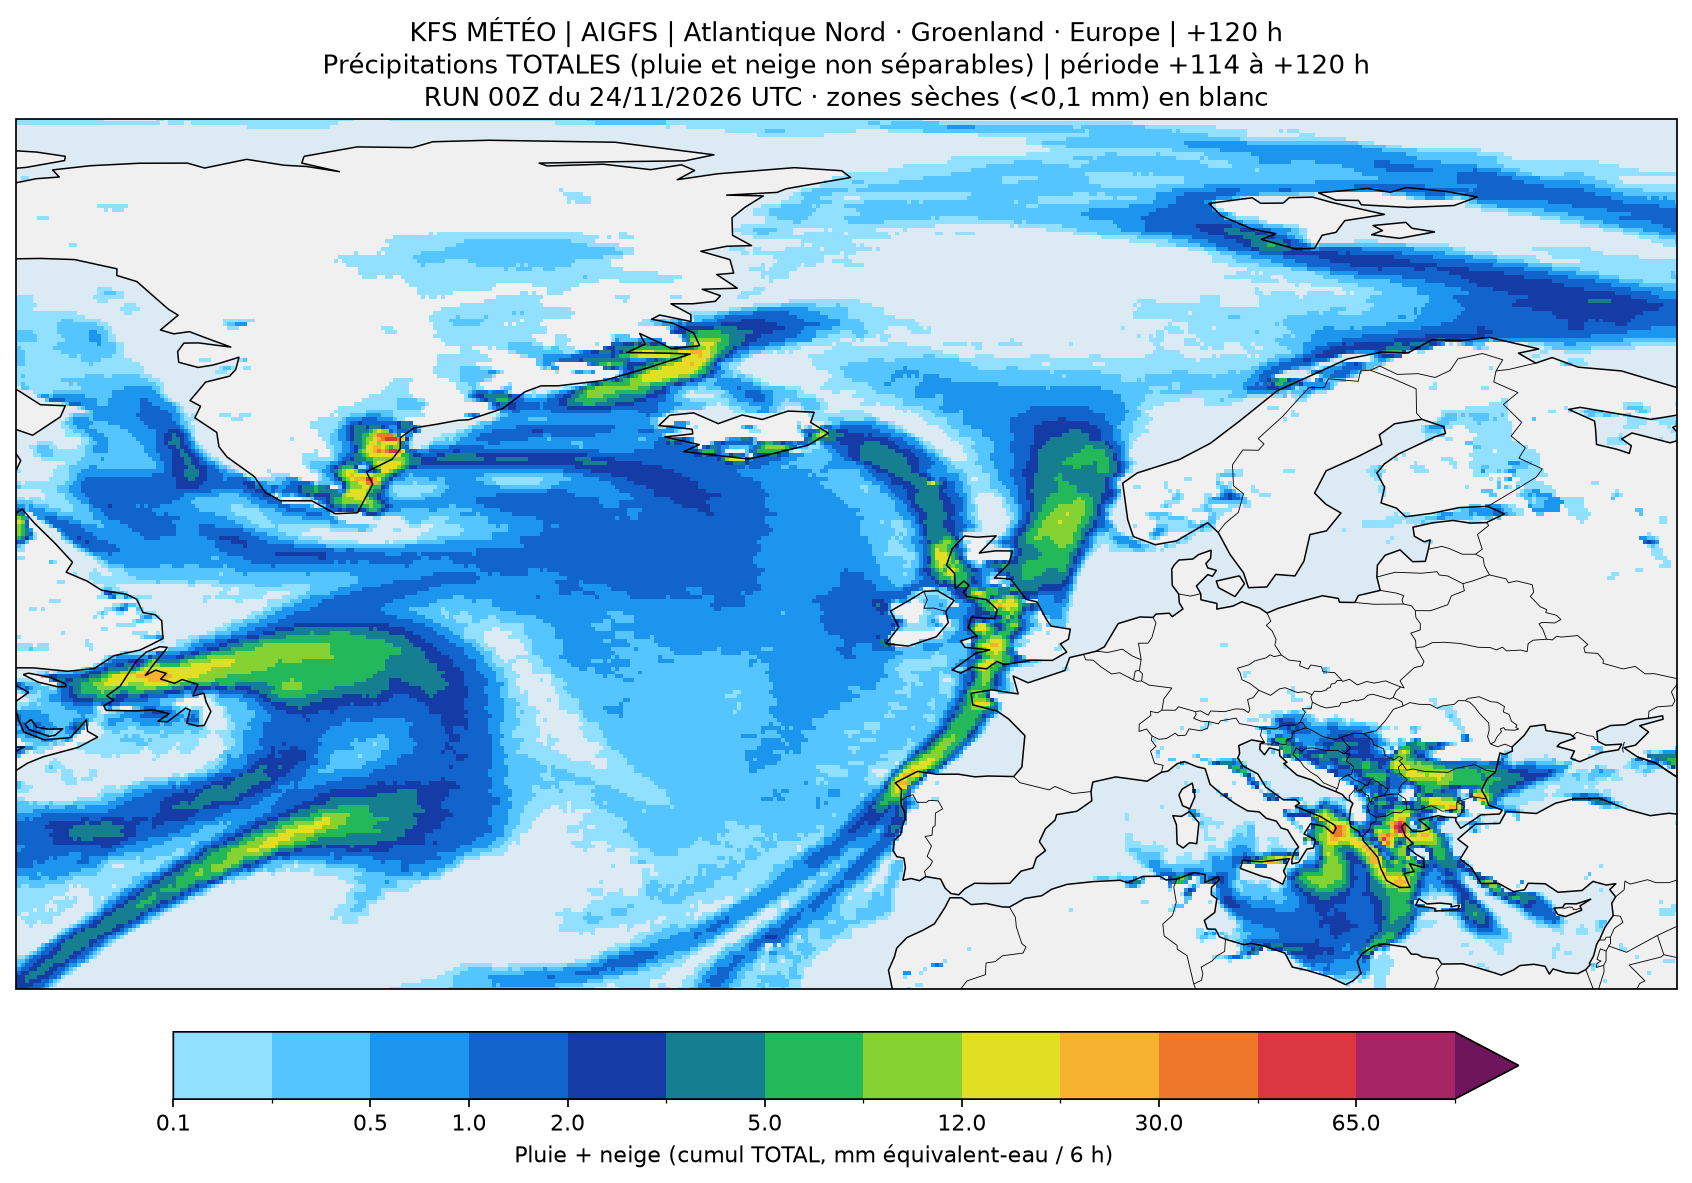 KFS MÉTÉO | AIGFS | Atlantique Nord · Groenland · Europe | +120 h
Précipitations TOTALES (pluie et neige non séparables) | période +114 à +120 h
RUN 00Z du 24/11/2026 UTC · zones sèches (<0,1 mm) en blanc
0.1 0.5 1.0 2.0 5.0 12.0 30.0 65.0
Pluie + neige (cumul TOTAL, mm équivalent-eau / 6 h)